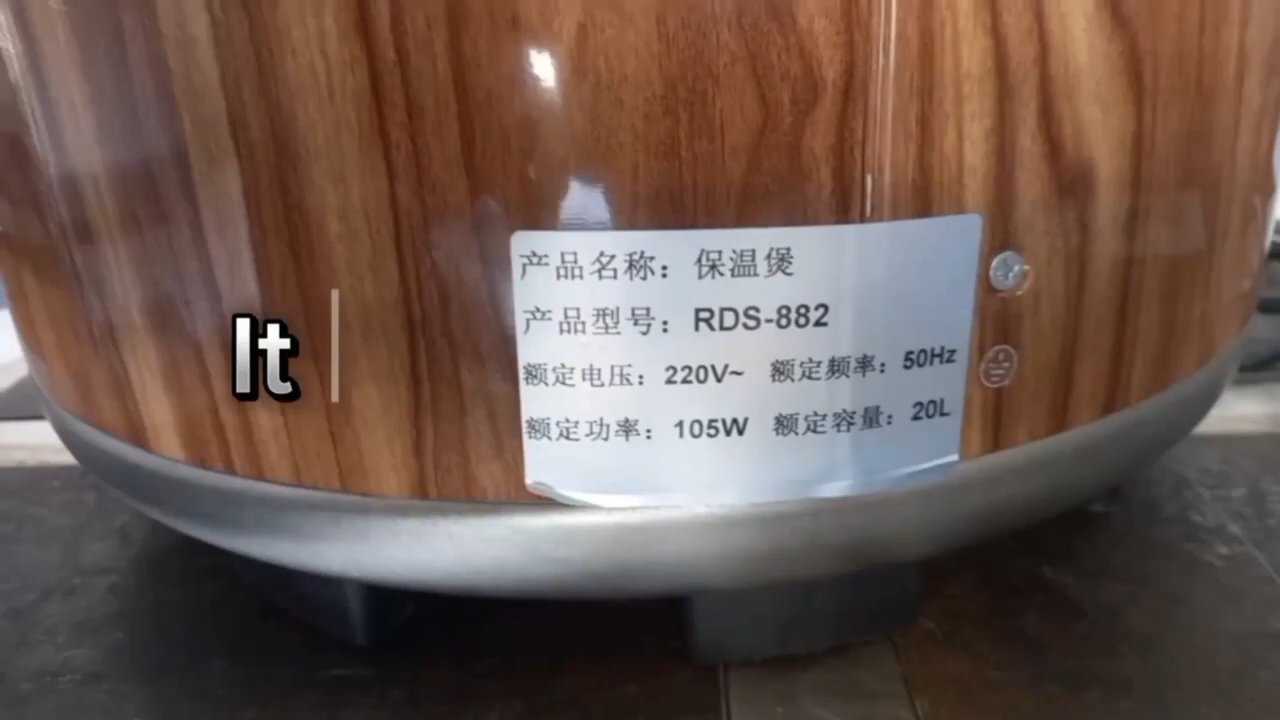 产品名称：保温煲
产品型号：RDS-882
额定电压：220V~ 额定频率：50Hz
额定功率：105W 额定容量：20L
It